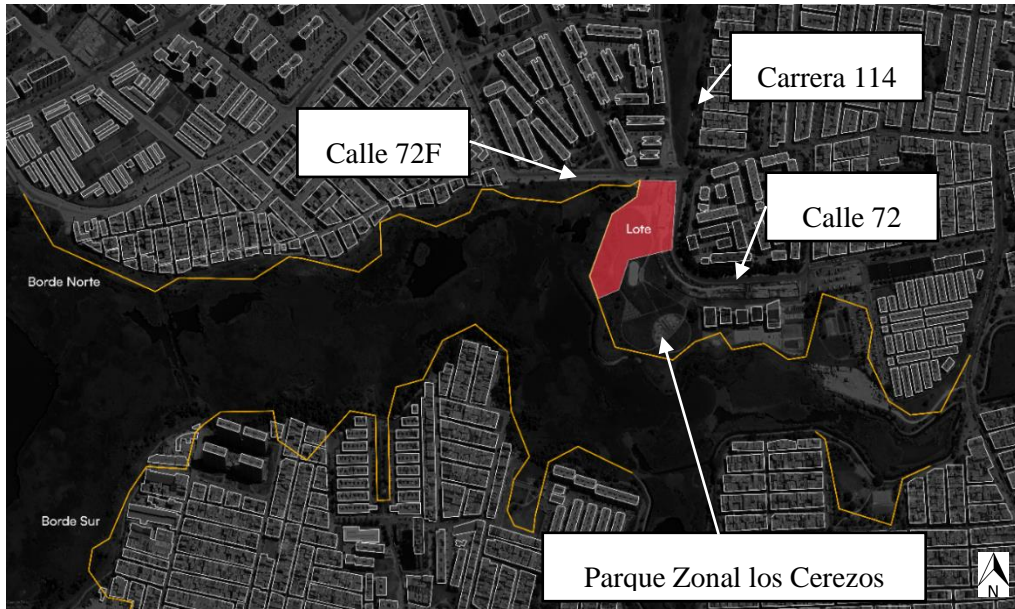 Carrera 114
Calle 72F
Calle 72
Lote
Borde Norte
Borde Sur
Parque Zonal los Cerezos
N